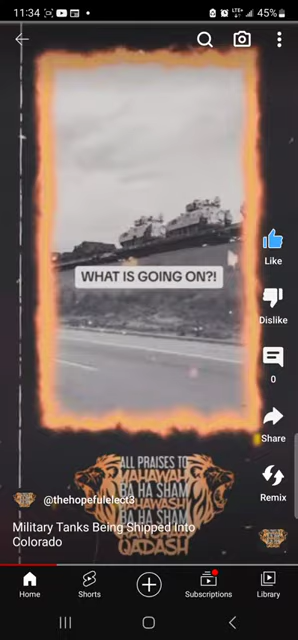 11:34
LTE+
45%
WHAT IS GOING ON?!
Like
Dislike
0
Share
Remix
ALL PRAISES TO
YAHAWAH
BA HA SHAM
YAHAWASHI
BA HA SHAM
QADASH
@thehopefulelect3
Military Tanks Being Shipped Into
Colorado
Home
Shorts
Subscriptions
Library